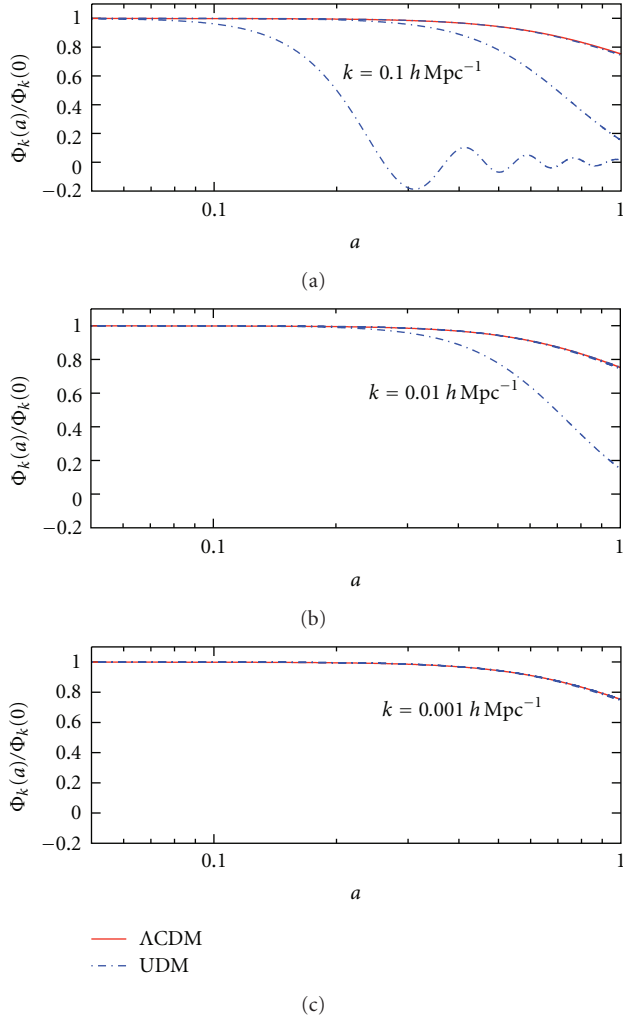 1
0.8
0.6
0.4
0.2
0
−0.2
Φk(a)/Φk(0)
k = 0.1 h Mpc−1
0.1
1
a
(a)
1
0.8
0.6
0.4
0.2
0
−0.2
Φk(a)/Φk(0)
k = 0.01 h Mpc−1
0.1
1
a
(b)
1
0.8
0.6
0.4
0.2
0
−0.2
Φk(a)/Φk(0)
k = 0.001 h Mpc−1
0.1
1
a
ΛCDM
UDM
(c)